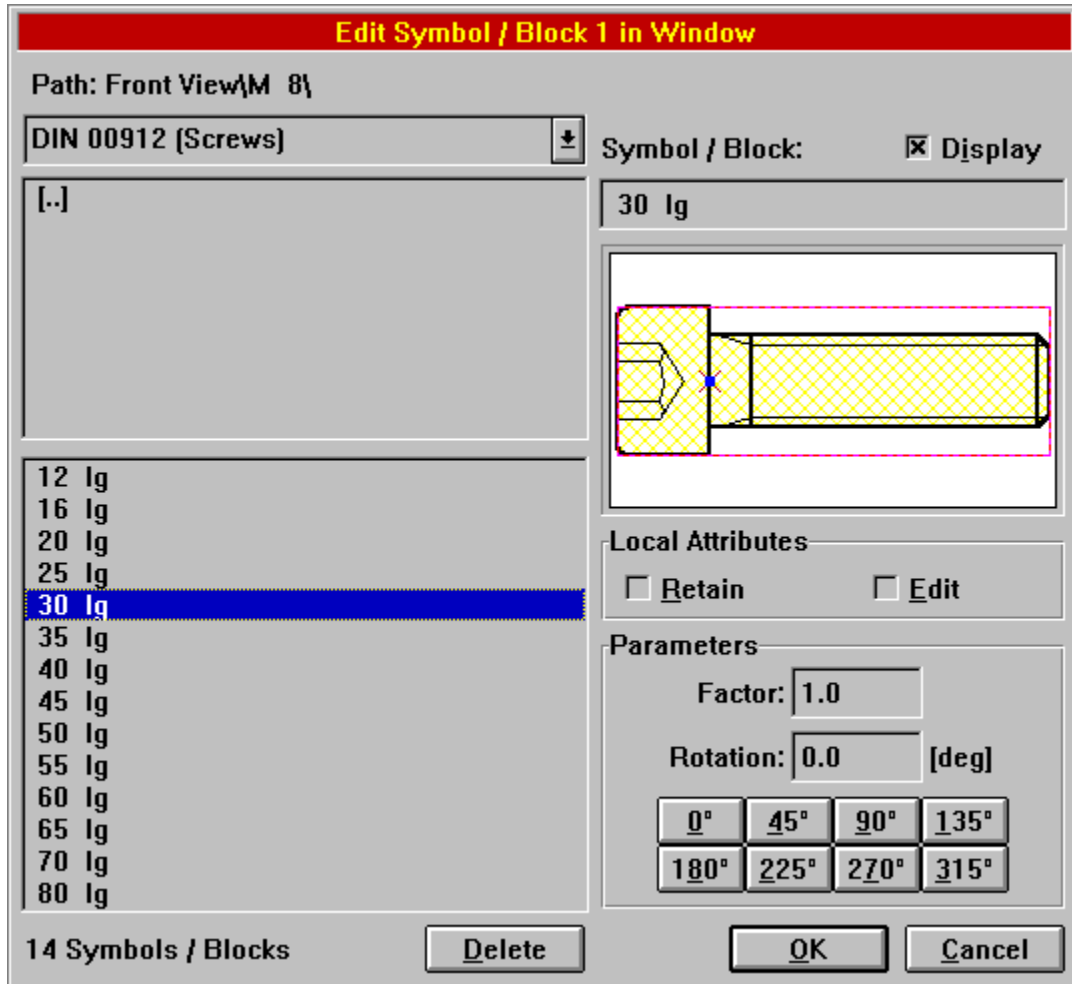 Edit Symbol / Block 1 in Window
Path: Front View\M  8\
DIN 00912 (Screws)
[..]
12  lg
16  lg
20  lg
25  lg
30  lg
35  lg
40  lg
45  lg
50  lg
55  lg
60  lg
65  lg
70  lg
80  lg
14 Symbols / Blocks
Delete
Symbol / Block:
Display
30  lg
Local Attributes
Retain
Edit
Parameters
Factor: 1.0
Rotation: 0.0 [deg]
0° 45° 90° 135°
180° 225° 270° 315°
OK
Cancel